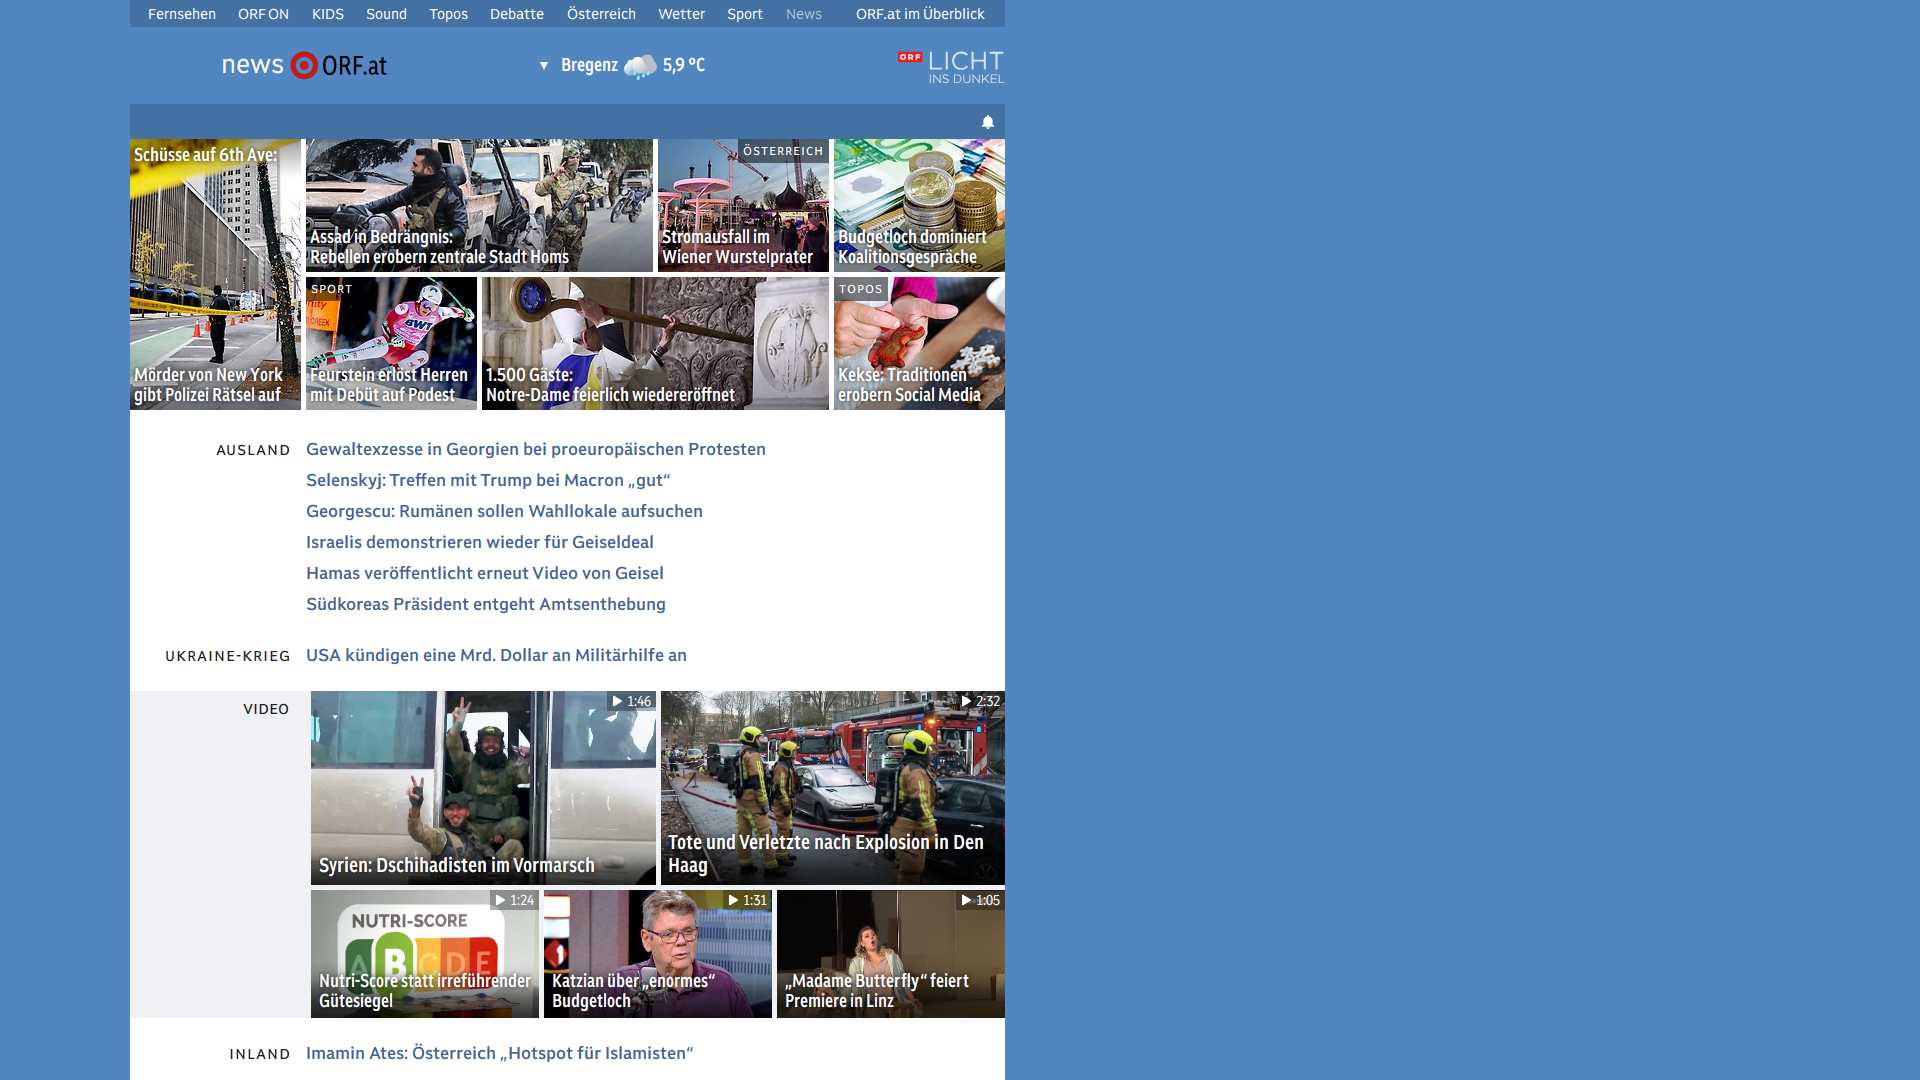 Fernsehen ORF ON KIDS Sound Topos Debatte Österreich Wetter Sport News ORF.at im Überblick
news ORF.at
Bregenz 5,9 °C
ORF LICHT
INS DUNKEL
Schüsse auf 6th Ave:
Mörder von New York
gibt Polizei Rätsel auf
Assad in Bedrängnis:
Rebellen erobern zentrale Stadt Homs
ÖSTERREICH
Stromausfall im
Wiener Wurstelprater
Budgetloch dominiert
Koalitionsgespräche
SPORT
BWT
Feurstein erlöst Herren
mit Debüt auf Podest
1.500 Gäste:
Notre-Dame feierlich wiedereröffnet
TOPOS
Kekse: Traditionen
erobern Social Media
AUSLAND
Gewaltexzesse in Georgien bei proeuropäischen Protesten
Selenskyj: Treffen mit Trump bei Macron „gut“
Georgescu: Rumänen sollen Wahllokale aufsuchen
Israelis demonstrieren wieder für Geiseldeal
Hamas veröffentlicht erneut Video von Geisel
Südkoreas Präsident entgeht Amtsenthebung
UKRAINE-KRIEG
USA kündigen eine Mrd. Dollar an Militärhilfe an
VIDEO
1:46
Syrien: Dschihadisten im Vormarsch
2:32
Tote und Verletzte nach Explosion in Den
Haag
1:24
NUTRI-SCORE
A B C D E
Nutri-Score statt irreführender
Gütesiegel
1:31
Katzian über „enormes“
Budgetloch
1:05
„Madame Butterfly“ feiert
Premiere in Linz
INLAND
Imamin Ates: Österreich „Hotspot für Islamisten“